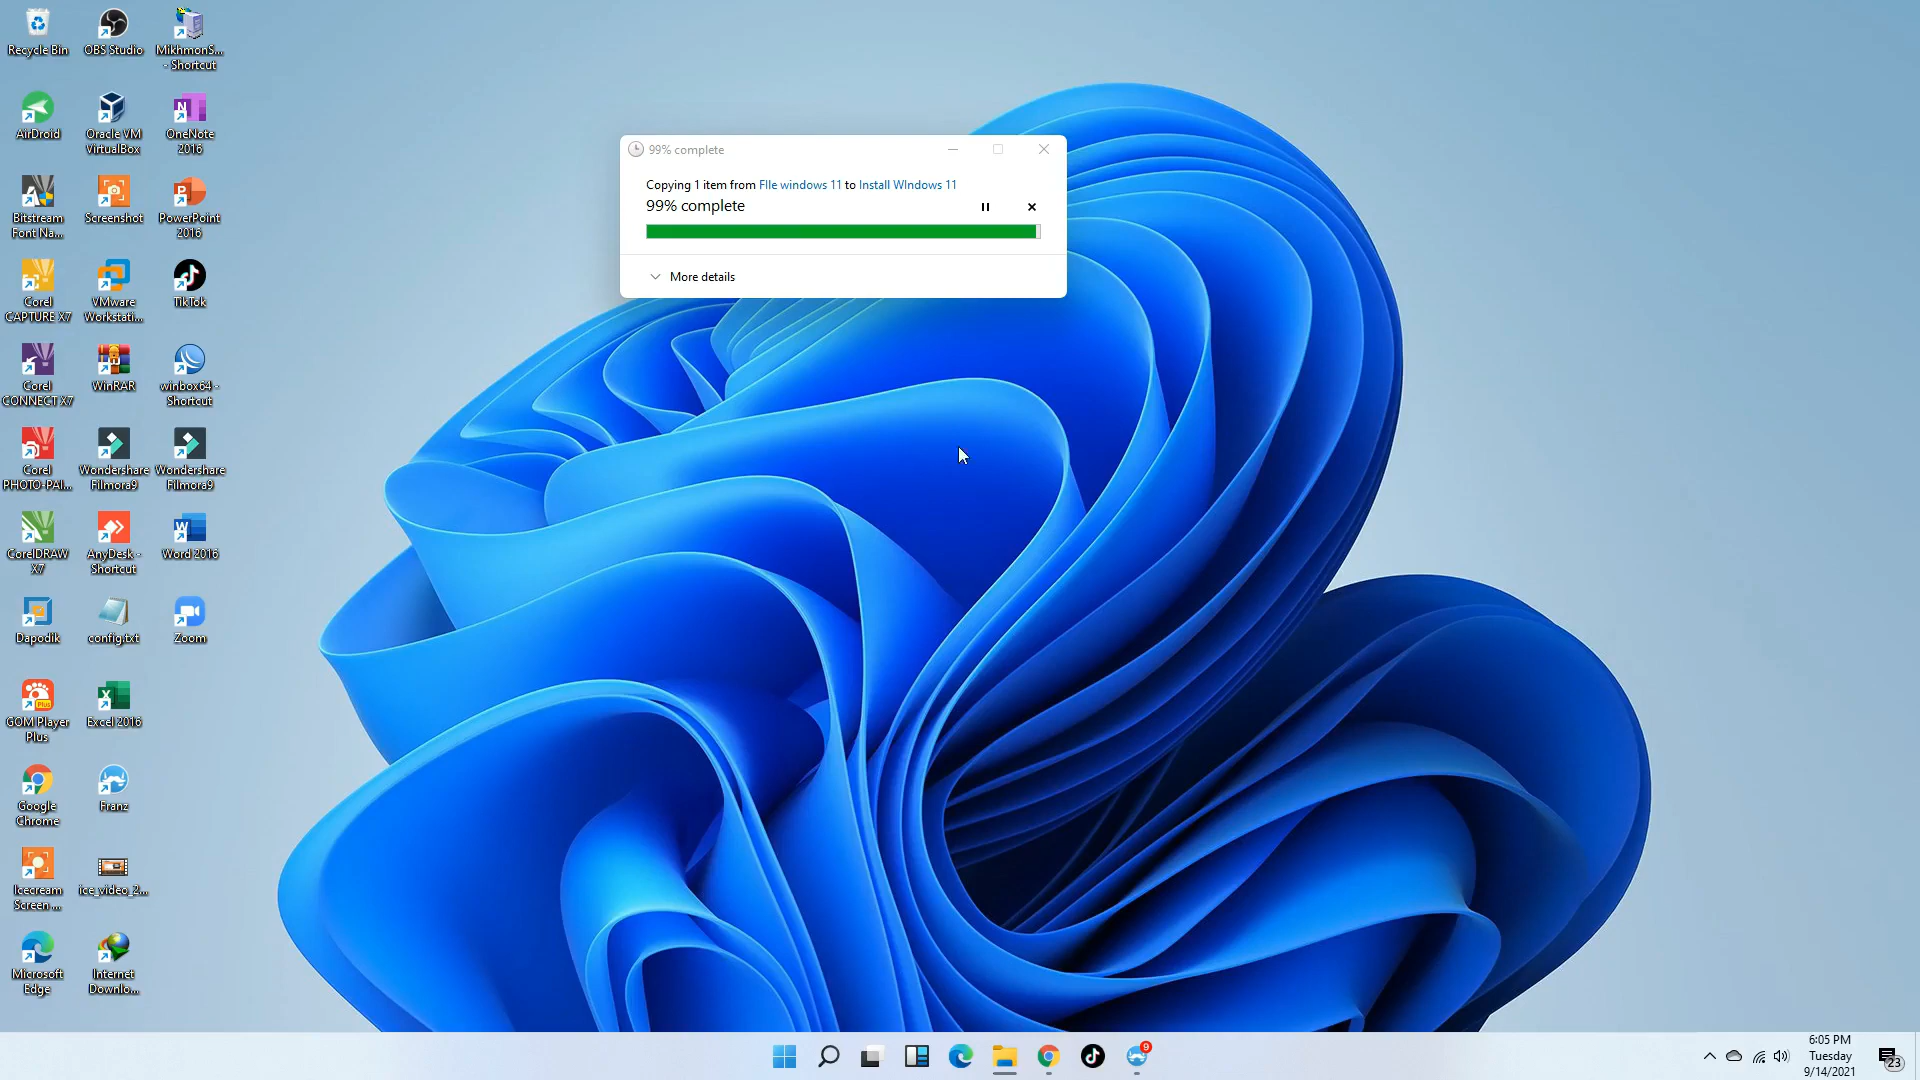 Recycle Bin
OBS Studio
MikhmonS...
- Shortcut
AirDroid
Oracle VM
VirtualBox
OneNote
2016
Bitstream
Font Na...
Screenshot
PowerPoint
2016
Corel
CAPTURE X7
VMware
Workstati...
TikTok
Corel
CONNECT X7
WinRAR
winbox64 -
Shortcut
Corel
PHOTO-PAI...
Wondershare
Filmora9
Wondershare
Filmora9
CorelDRAW
X7
AnyDesk -
Shortcut
Word 2016
Dapodik
config.txt
Zoom
GOM Player
Plus
Excel 2016
Google
Chrome
Franz
Icecream
Screen ...
ice_video_2...
Microsoft
Edge
Internet
Downlo...
99% complete
Copying 1 item from FIle windows 11 to Install WIndows 11
99% complete
More details
9
6:05 PM
Tuesday
9/14/2021
23